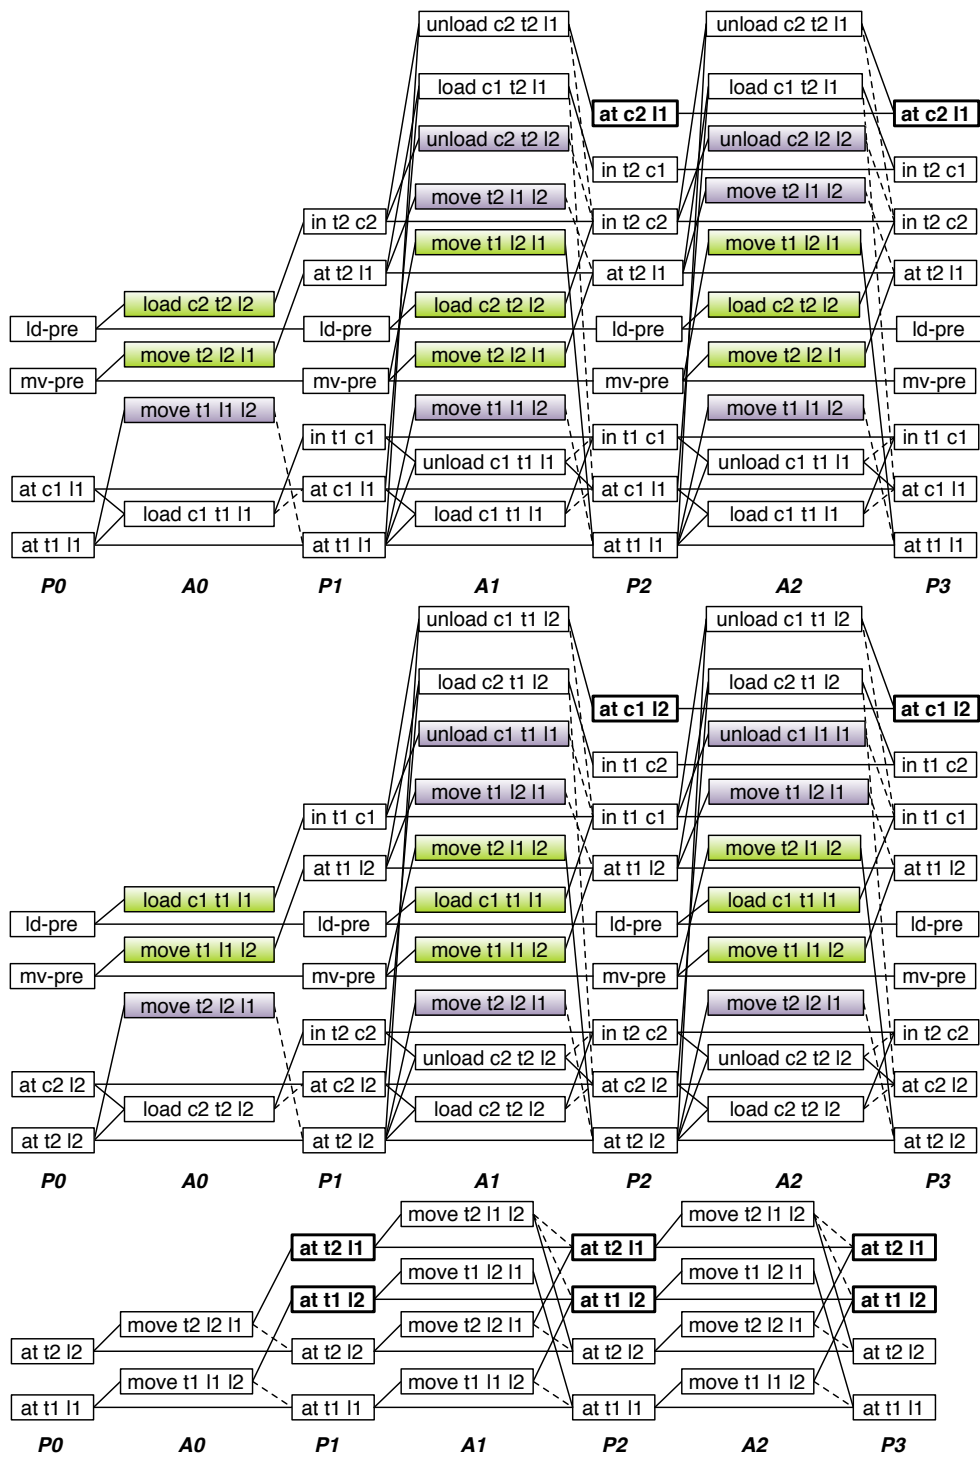 unload c2 t2 l1 unload c2 t2 l1
load c1 t2 l1 load c1 t2 l1
at c2 l1 at c2 l1
unload c2 t2 l2 unload c2 l2 l2
in t2 c1 in t2 c1
move t2 l1 l2 move t2 l1 l2
in t2 c2 in t2 c2 in t2 c2
move t1 l2 l1 move t1 l2 l1
at t2 l1 at t2 l1 at t2 l1
load c2 t2 l2 load c2 t2 l2 load c2 t2 l2
ld-pre ld-pre ld-pre ld-pre
move t2 l2 l1 move t2 l2 l1 move t2 l2 l1
mv-pre mv-pre mv-pre mv-pre
move t1 l1 l2 move t1 l1 l2 move t1 l1 l2
in t1 c1 in t1 c1 in t1 c1
unload c1 t1 l1 unload c1 t1 l1
at c1 l1 at c1 l1 at c1 l1 at c1 l1
load c1 t1 l1 load c1 t1 l1 load c1 t1 l1
at t1 l1 at t1 l1 at t1 l1 at t1 l1
P0 A0 P1 A1 P2 A2 P3
unload c1 t1 l2 unload c1 t1 l2
load c2 t1 l2 load c2 t1 l2
at c1 l2 at c1 l2
unload c1 t1 l1 unload c1 l1 l1
in t1 c2 in t1 c2
move t1 l2 l1 move t1 l2 l1
in t1 c1 in t1 c1 in t1 c1
move t2 l1 l2 move t2 l1 l2
at t1 l2 at t1 l2 at t1 l2
load c1 t1 l1 load c1 t1 l1 load c1 t1 l1
ld-pre ld-pre ld-pre ld-pre
move t1 l1 l2 move t1 l1 l2 move t1 l1 l2
mv-pre mv-pre mv-pre mv-pre
move t2 l2 l1 move t2 l2 l1 move t2 l2 l1
in t2 c2 in t2 c2 in t2 c2
unload c2 t2 l2 unload c2 t2 l2
at c2 l2 at c2 l2 at c2 l2 at c2 l2
load c2 t2 l2 load c2 t2 l2 load c2 t2 l2
at t2 l2 at t2 l2 at t2 l2 at t2 l2
P0 A0 P1 A1 P2 A2 P3
move t2 l1 l2 move t2 l1 l2
at t2 l1 at t2 l1 at t2 l1
move t1 l2 l1 move t1 l2 l1
at t1 l2 at t1 l2 at t1 l2
move t2 l2 l1 move t2 l2 l1 move t2 l2 l1
at t2 l2 at t2 l2 at t2 l2 at t2 l2
move t1 l1 l2 move t1 l1 l2 move t1 l1 l2
at t1 l1 at t1 l1 at t1 l1 at t1 l1
P0 A0 P1 A1 P2 A2 P3